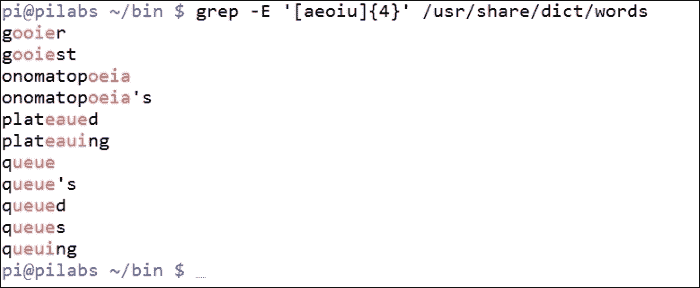 pi@pilabs ~/bin $ grep -E '[aeoiu]{4}' /usr/share/dict/words
gooier
gooiest
onomatopoeia
onomatopoeia's
plateaued
plateauing
queue
queue's
queued
queues
queuing
pi@pilabs ~/bin $ _